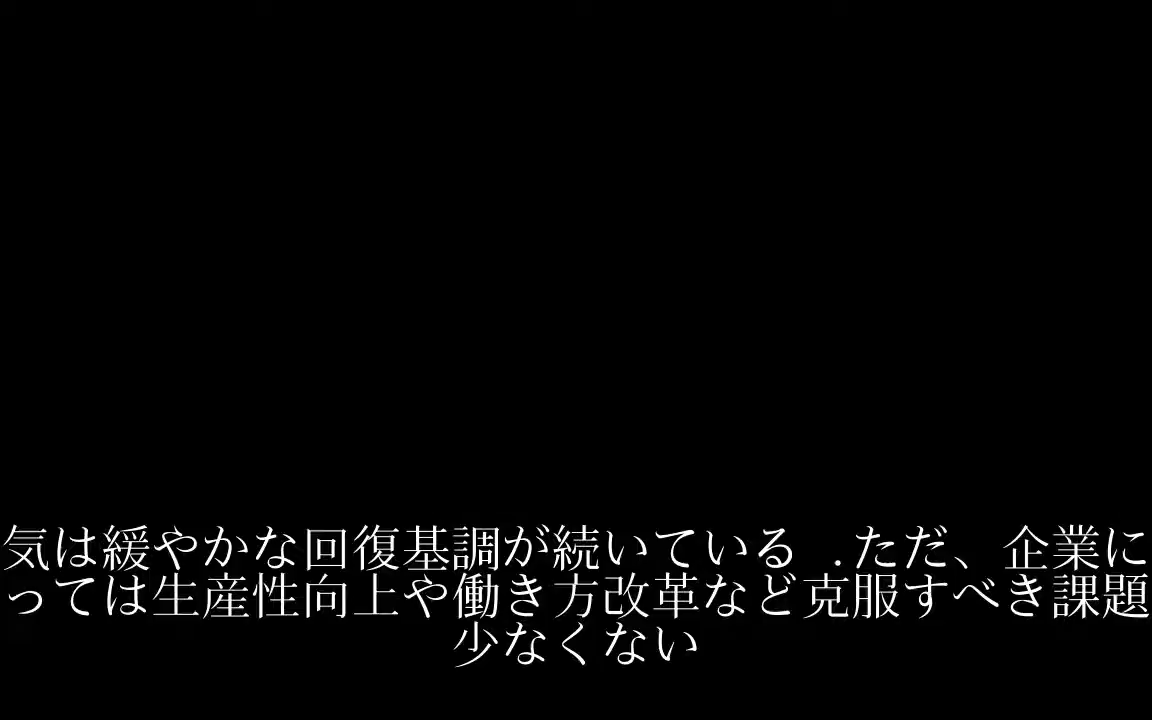 気は緩やかな回復基調が続いている .ただ、企業に
っては生産性向上や働き方改革など克服すべき課題
少なくない